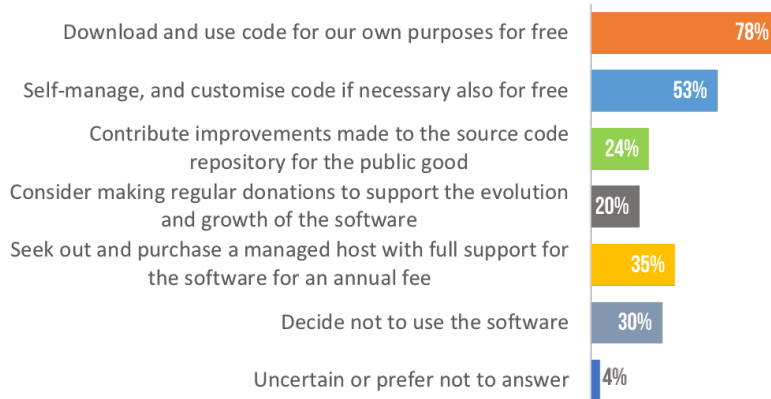 Download and use code for our own purposes for free
78%
Self-manage, and customise code if necessary also for free
53%
Contribute improvements made to the source code
repository for the public good
24%
Consider making regular donations to support the evolution
and growth of the software
20%
Seek out and purchase a managed host with full support for
the software for an annual fee
35%
Decide not to use the software
30%
Uncertain or prefer not to answer
4%